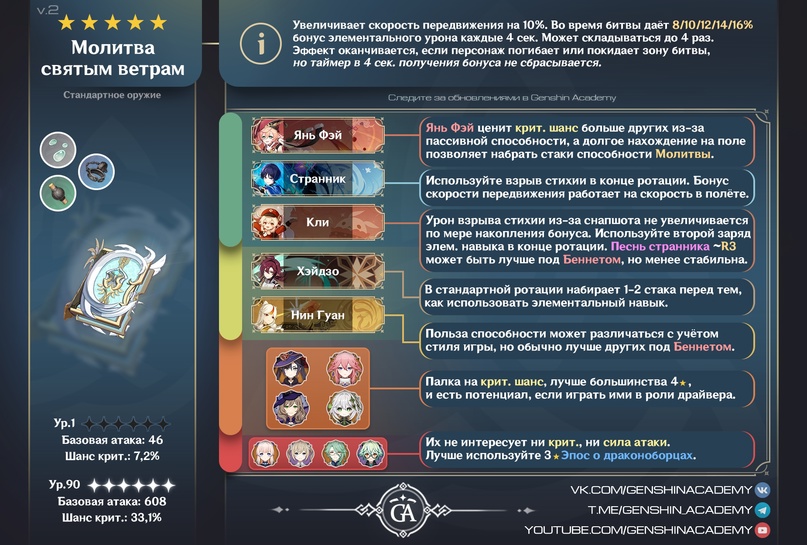 v.2
Молитва
святым ветрам
Стандартное оружие
Ур.1
Базовая атака: 46
Шанс крит.: 7,2%
Ур.90
Базовая атака: 608
Шанс крит.: 33,1%
Увеличивает скорость передвижения на 10%. Во время битвы даёт 8/10/12/14/16%
бонус элементального урона каждые 4 сек. Может складываться до 4 раз.
Эффект оканчивается, если персонаж погибает или покидает зону битвы,
но таймер в 4 сек. получения бонуса не сбрасывается.
Следите за обновлениями в Genshin Academy
Янь Фэй
Янь Фэй ценит крит. шанс больше других из-за
пассивной способности, а долгое нахождение на поле
позволяет набрать стаки способности Молитвы.
Странник
Используйте взрыв стихии в конце ротации. Бонус
скорости передвижения работает на скорость в полёте.
Кли
Урон взрыва стихии из-за снапшота не увеличивается
по мере накопления бонуса. Используйте второй заряд
элем. навыка в конце ротации. Песнь странника ~R3
может быть лучше под Беннетом, но менее стабильна.
Хэйдзо
В стандартной ротации набирает 1-2 стака перед тем,
как использовать элементальный навык.
Нин Гуан
Польза способности может различаться с учётом
стиля игры, но обычно лучше других под Беннетом.
Палка на крит. шанс, лучше большинства 4★,
и есть потенциал, если играть ими в роли драйвера.
Их не интересует ни крит., ни сила атаки.
Лучше используйте 3★Эпос о драконоборцах.
GA
VK.COM/GENSHINACADEMY
T.ME/GENSHIN_ACADEMY
YOUTUBE.COM/GENSHINACADEMY